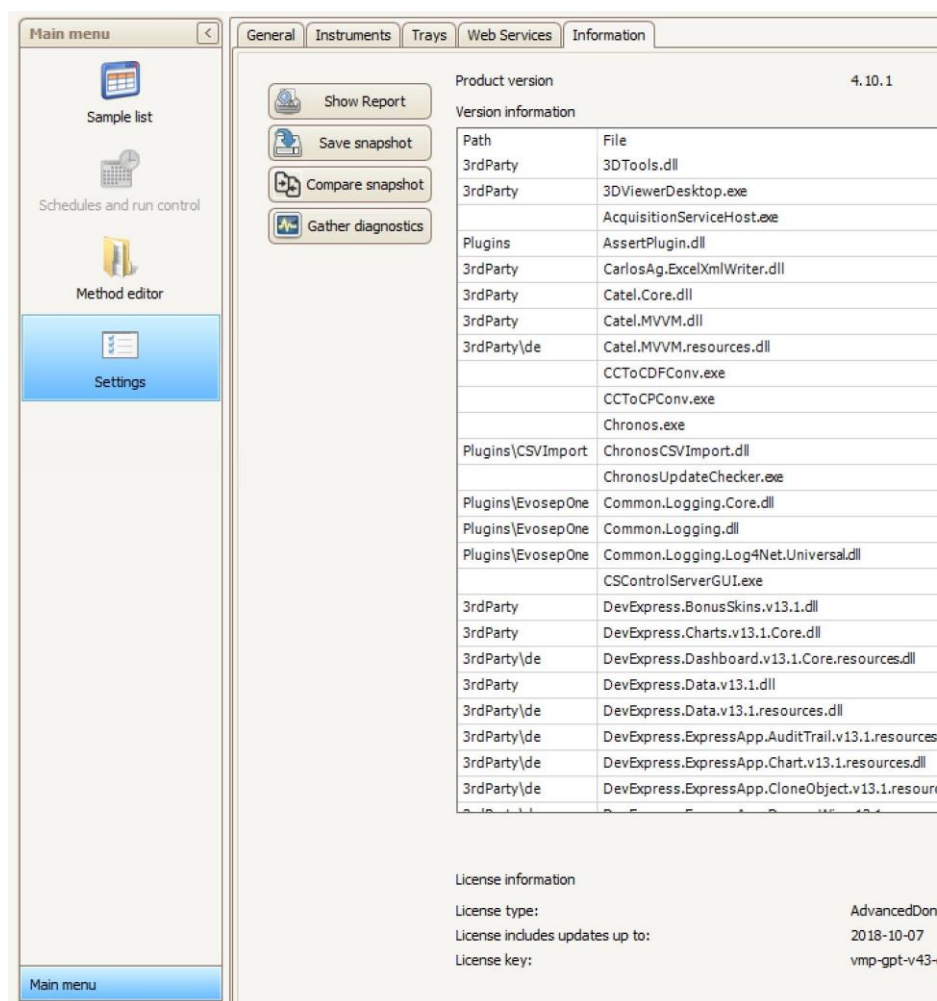 Main menu
<
Sample list
Schedules and run control
Method editor
Settings
Main menu
General Instruments Trays Web Services Information
Show Report
Save snapshot
Compare snapshot
Gather diagnostics
Product version 4.10.1
Version information
Path File
3rdParty 3DTools.dll
3rdParty 3DViewerDesktop.exe
AcquisitionServiceHost.exe
Plugins AssertPlugin.dll
3rdParty CarlosAg.ExcelXmlWriter.dll
3rdParty Catel.Core.dll
3rdParty Catel.MVVM.dll
3rdParty\de Catel.MVVM.resources.dll
CCToCDFConv.exe
CCToCPConv.exe
Chronos.exe
Plugins\CSVImport ChronosCSVImport.dll
ChronosUpdateChecker.exe
Plugins\EvosepOne Common.Logging.Core.dll
Plugins\EvosepOne Common.Logging.dll
Plugins\EvosepOne Common.Logging.Log4Net.Universal.dll
CSControlServerGUI.exe
3rdParty DevExpress.BonusSkins.v13.1.dll
3rdParty DevExpress.Charts.v13.1.Core.dll
3rdParty\de DevExpress.Dashboard.v13.1.Core.resources.dll
3rdParty DevExpress.Data.v13.1.dll
3rdParty\de DevExpress.Data.v13.1.resources.dll
3rdParty\de DevExpress.ExpressApp.AuditTrail.v13.1.resources
3rdParty\de DevExpress.ExpressApp.Chart.v13.1.resources.dll
3rdParty\de DevExpress.ExpressApp.CloneObject.v13.1.resour
License information
License type: AdvancedDon
License includes updates up to: 2018-10-07
License key: vmp-gpt-v43-